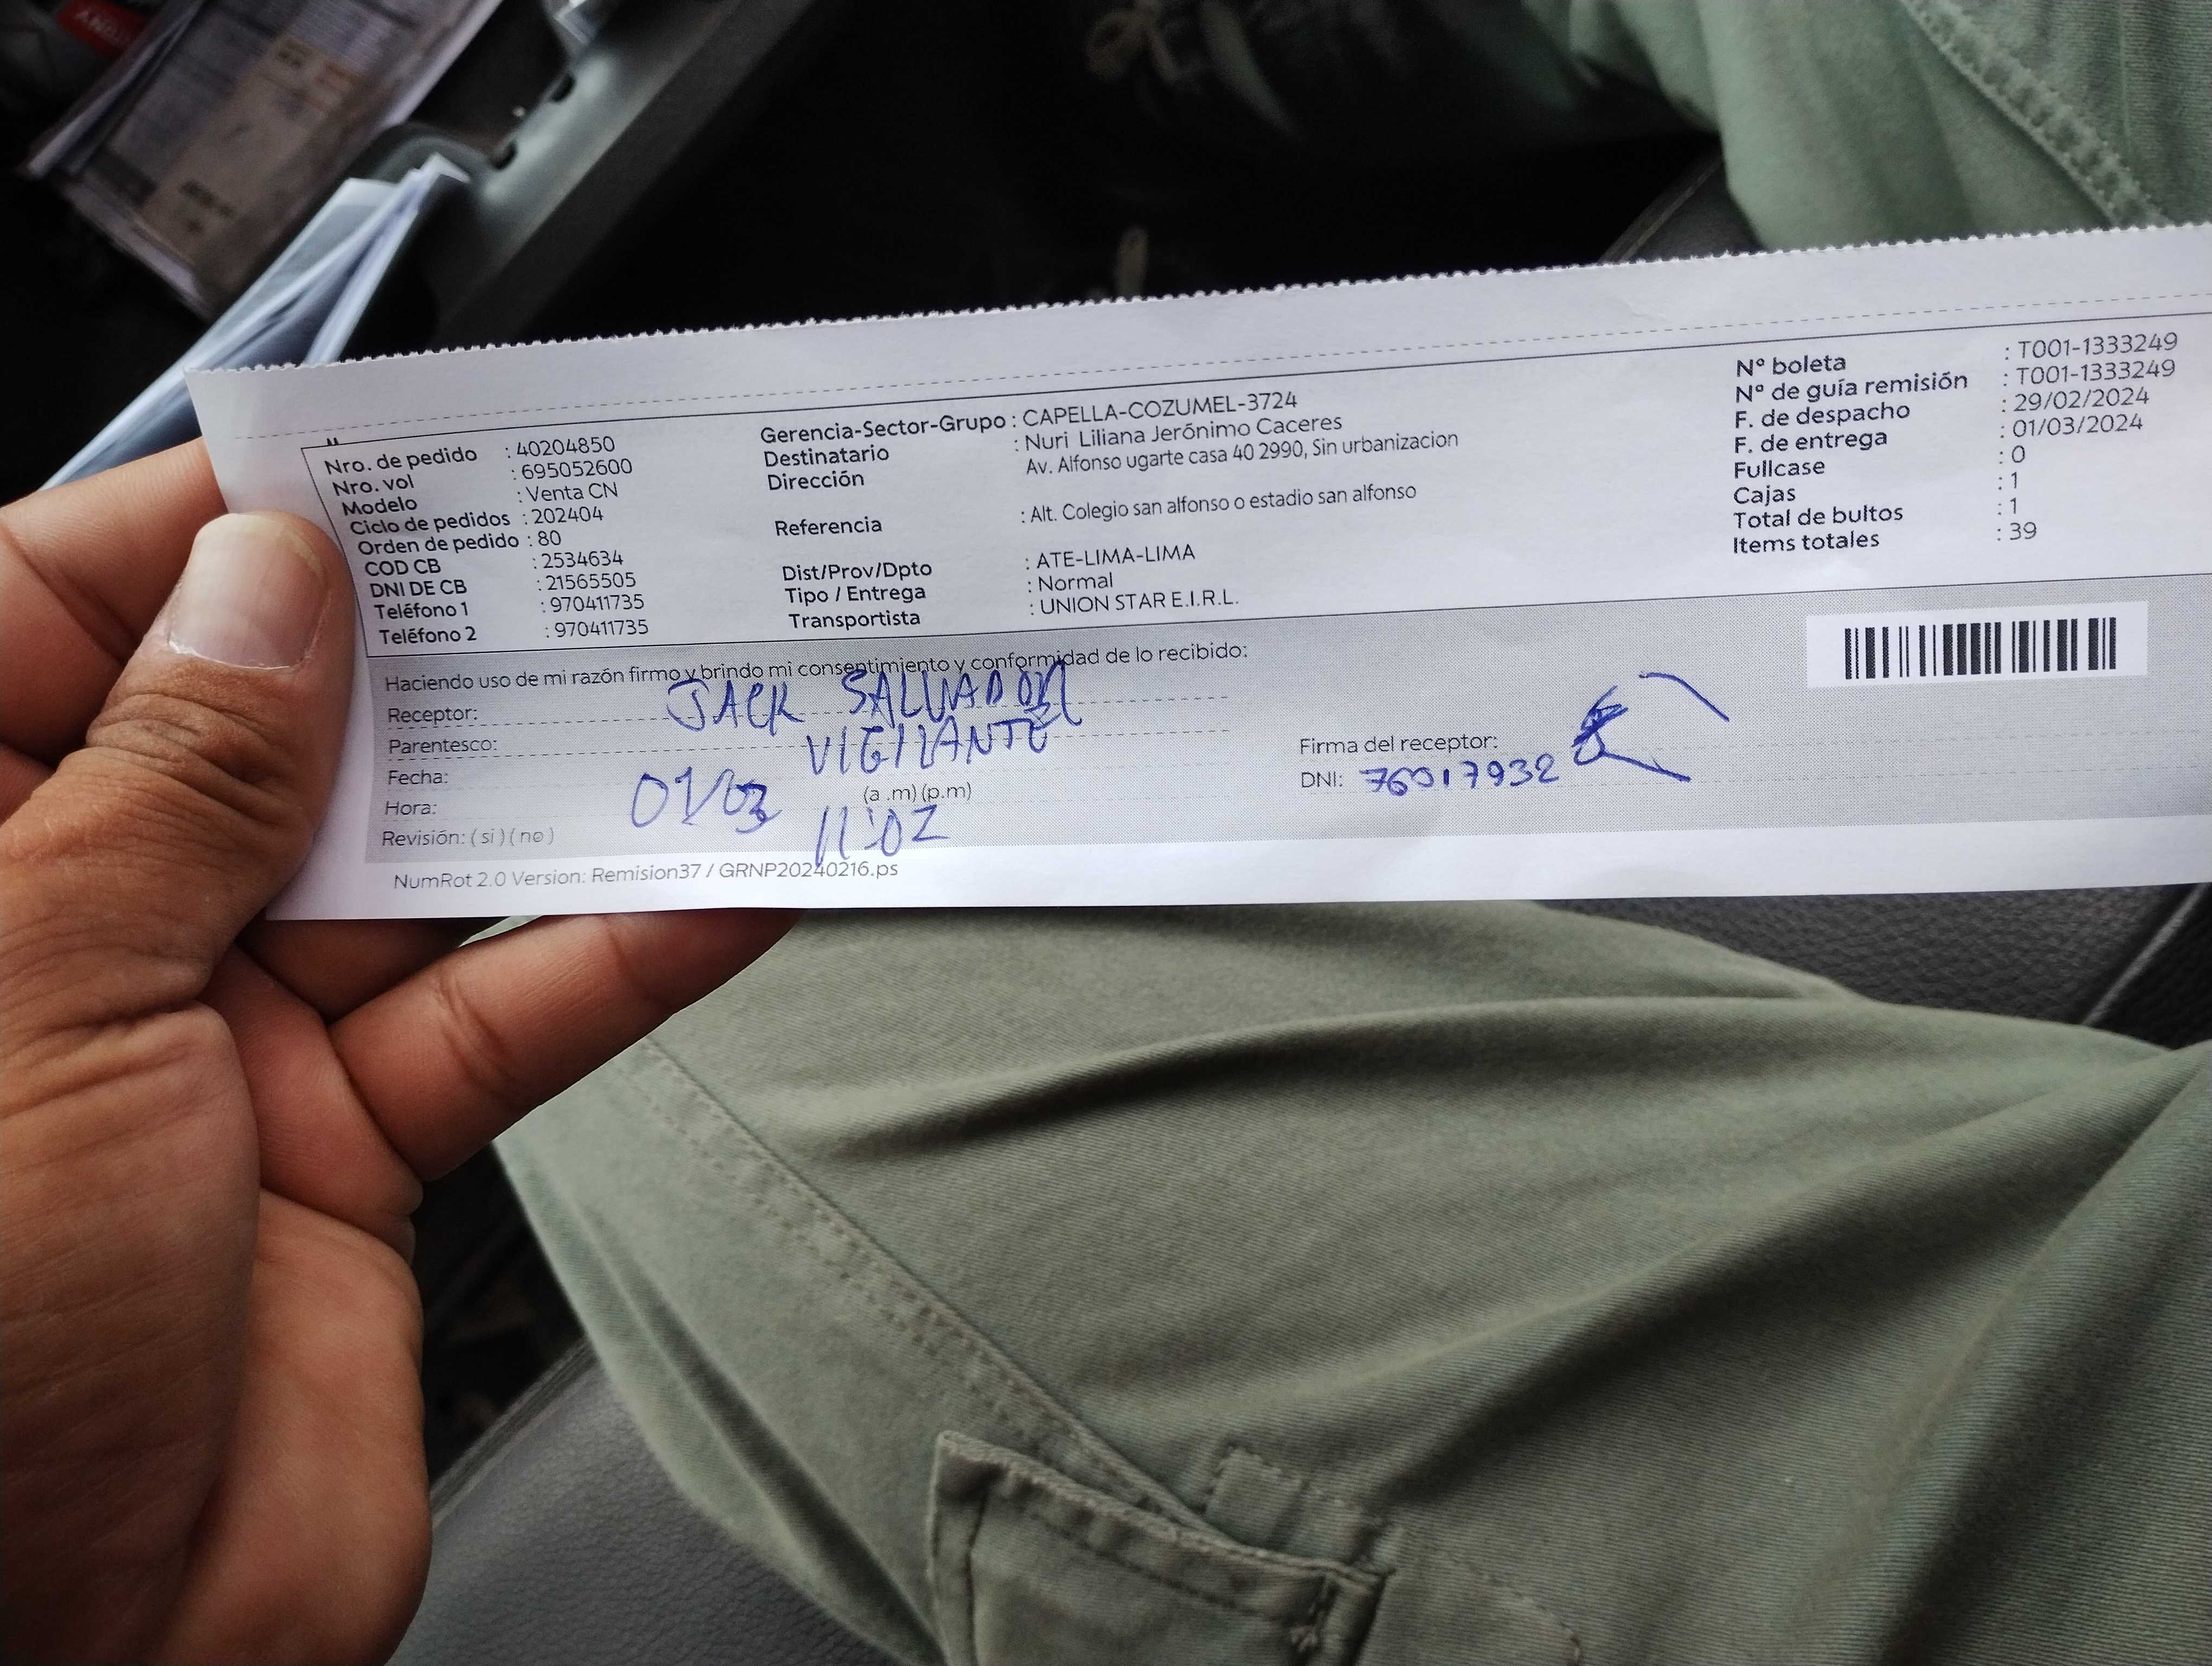 Nro. de pedido : 40204850
Nro. vol : 695052600
Modelo : Venta CN
Ciclo de pedidos : 202404
Orden de pedido : 80
COD CB : 2534634
DNI DE CB : 21565505
Teléfono 1 : 970411735
Teléfono 2 : 970411735
Gerencia-Sector-Grupo : CAPELLA-COZUMEL-3724
Destinatario : Nuri Liliana Jerónimo Caceres
Dirección Av. Alfonso ugarte casa 40 2990, Sin urbanizacion
Referencia : Alt. Colegio san alfonso o estadio san alfonso
Dist/Prov/Dpto : ATE-LIMA-LIMA
Tipo / Entrega : Normal
Transportista : UNION STAR E.I.R.L.
Nº boleta : T001-1333249
Nº de guía remisión : T001-1333249
F. de despacho : 29/02/2024
F. de entrega : 01/03/2024
Fullcase : 0
Cajas : 1
Total de bultos : 1
Items totales : 39
Haciendo uso de mi razón firmo y brindo mi consentimiento y conformidad de lo recibido:
Receptor: JACK SALVADOR
Parentesco: VIGILANTE
Fecha: 01/03
Hora: (a .m) (p.m) 11:02
Revisión: ( si ) ( no )
Firma del receptor:
DNI: 76017932
NumRot 2.0 Version: Remision37 / GRNP20240216.ps